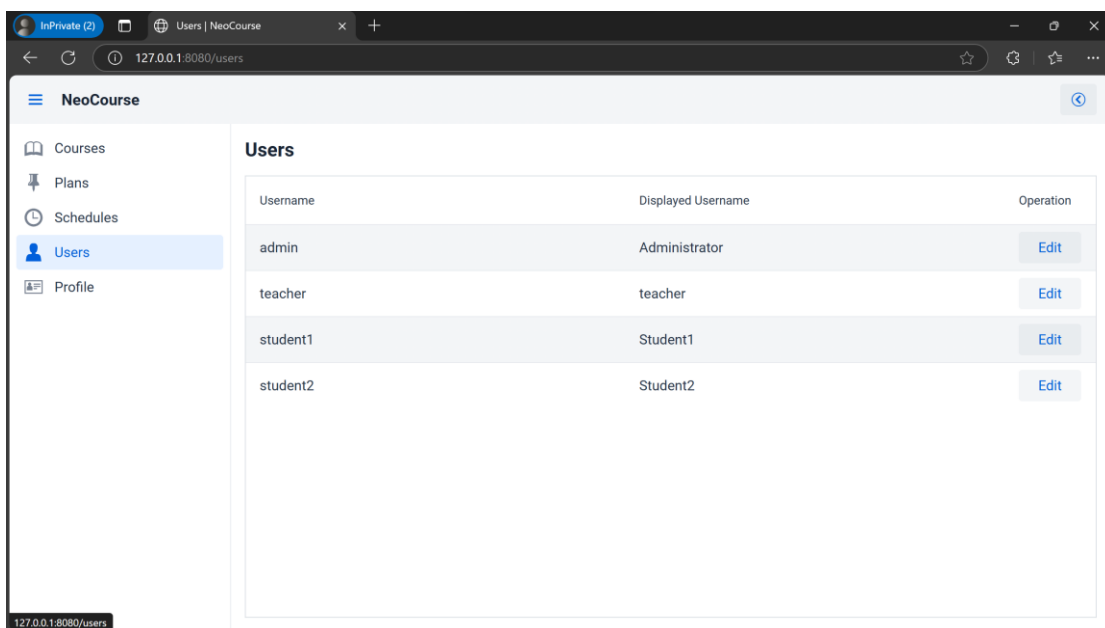 InPrivate (2)
Users | NeoCourse
127.0.0.1:8080/users
NeoCourse
Courses
Plans
Schedules
Users
Profile
Users
Username Displayed Username Operation
admin Administrator Edit
teacher teacher Edit
student1 Student1 Edit
student2 Student2 Edit
127.0.0.1:8080/users